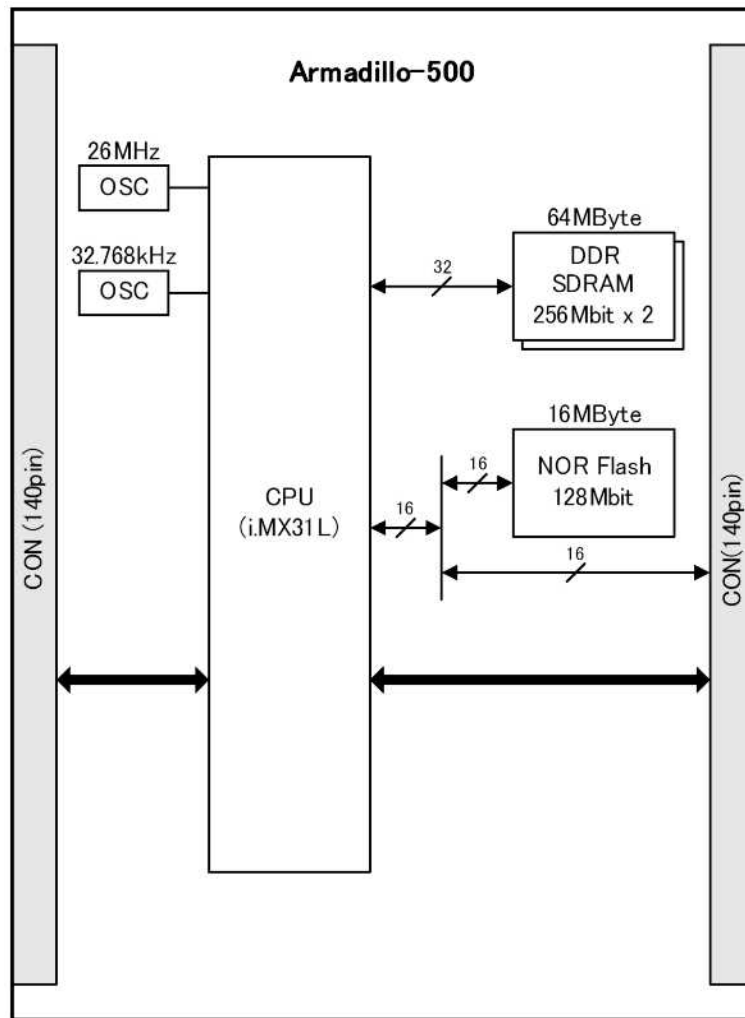 Armadillo-500
26MHz
OSC
32.768kHz
OSC
64MByte
DDR
SDRAM
256Mbit x 2
32
16MByte
NOR Flash
128Mbit
16
16
16
CPU
(i.MX31L)
CON (140pin)
CON(140pin)